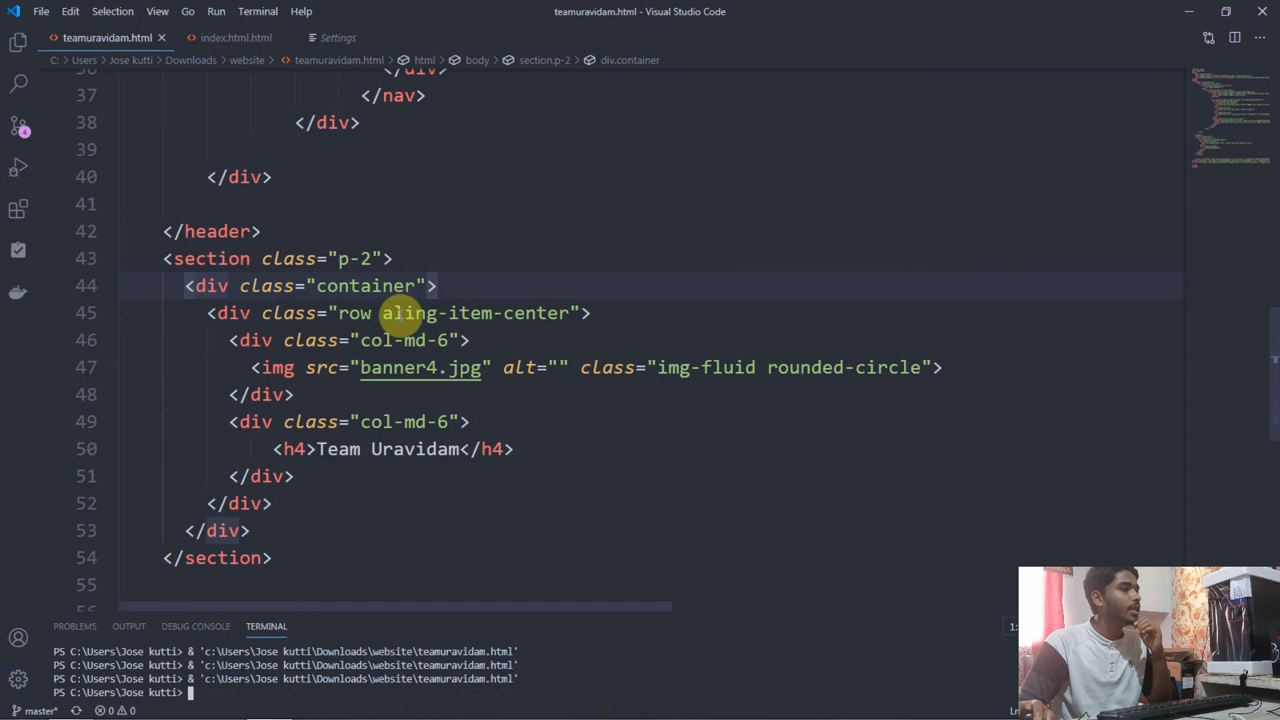 File Edit Selection View Go Run Terminal Help teamuravidam.html - Visual Studio Code
teamuravidam.html index.html.html Settings
C: > Users > Jose kutti > Downloads > website > teamuravidam.html > html > body > section.p-2 > div.container
36 </div>
37 </nav>
38 </div>
39
40 </div>
41
42 </header>
43 <section class="p-2">
44 <div class="container">
45 <div class="row aling-item-center">
46 <div class="col-md-6">
47 <img src="banner4.jpg" alt="" class="img-fluid rounded-circle">
48 </div>
49 <div class="col-md-6">
50 <h4>Team Uravidam</h4>
51 </div>
52 </div>
53 </div>
54 </section>
55
PROBLEMS OUTPUT DEBUG CONSOLE TERMINAL 1:
PS C:\Users\Jose kutti> & 'c:\Users\Jose kutti\Downloads\website\teamuravidam.html'
PS C:\Users\Jose kutti> & 'c:\Users\Jose kutti\Downloads\website\teamuravidam.html'
PS C:\Users\Jose kutti> & 'c:\Users\Jose kutti\Downloads\website\teamuravidam.html'
PS C:\Users\Jose kutti>
master* 0 0 Ln
4